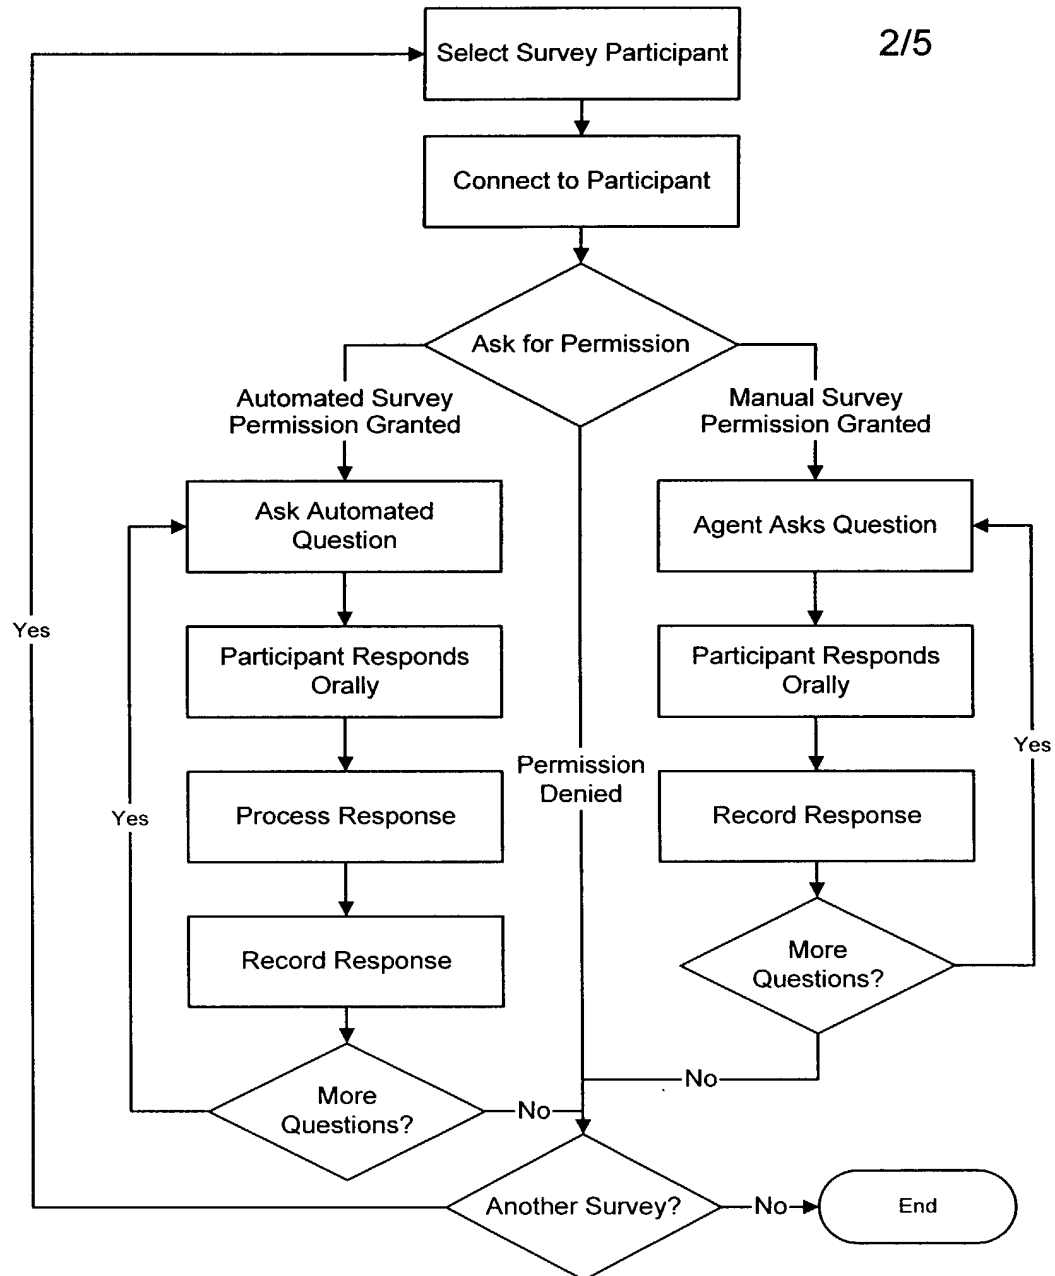 2/5
Select Survey Participant
Connect to Participant
Ask for Permission
Automated Survey
Permission Granted
Manual Survey
Permission Granted
Ask Automated
Question
Agent Asks Question
Participant Responds
Orally
Participant Responds
Orally
Yes
Yes
Permission
Denied
Process Response
Record Response
Yes
Record Response
More
Questions?
No
More
Questions?
No
Another Survey?
No
End